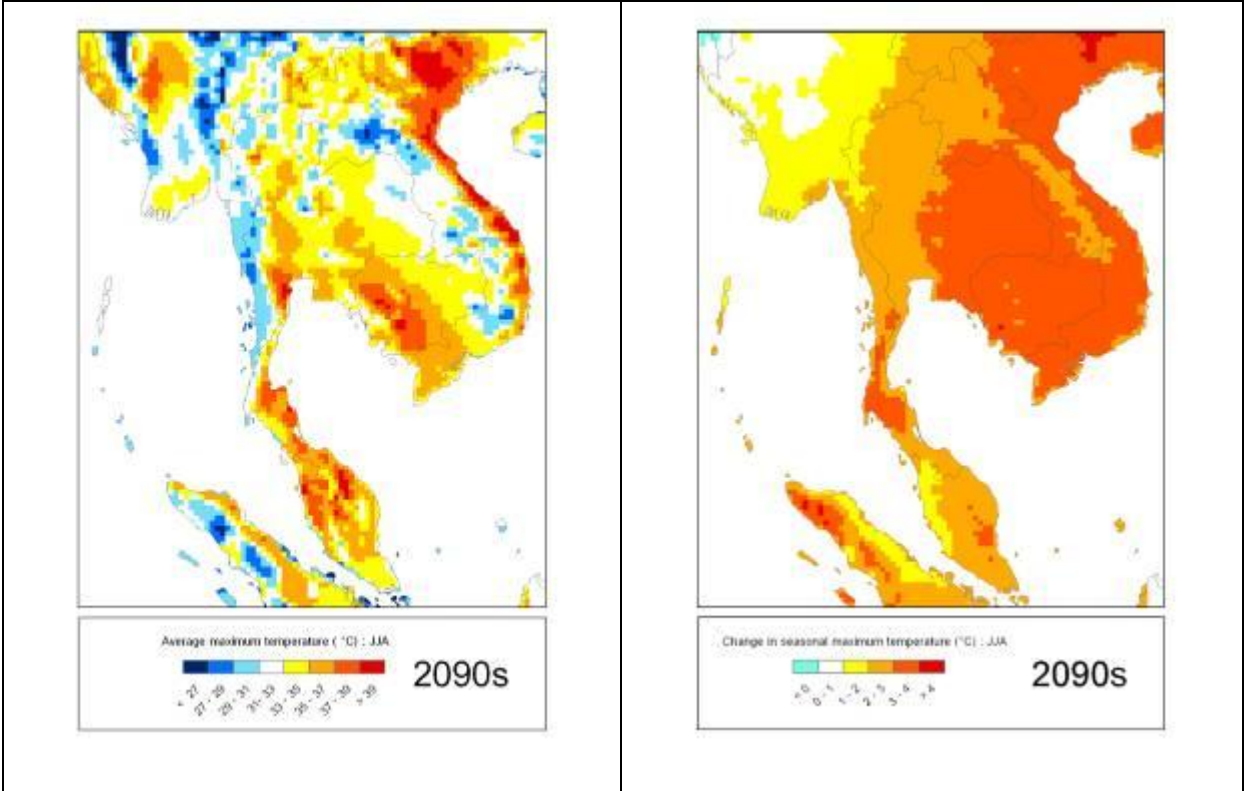 Average maximum temperature ( °C) : JJA
2090s
< 27
27 - 29
29 - 31
31- 33
33 - 35
35 - 37
37 - 39
> 39
Change in seasonal maximum temperature (°C) : JJA
2090s
< 0
0 - 1
1 - 2
2 - 3
3 - 4
> 4